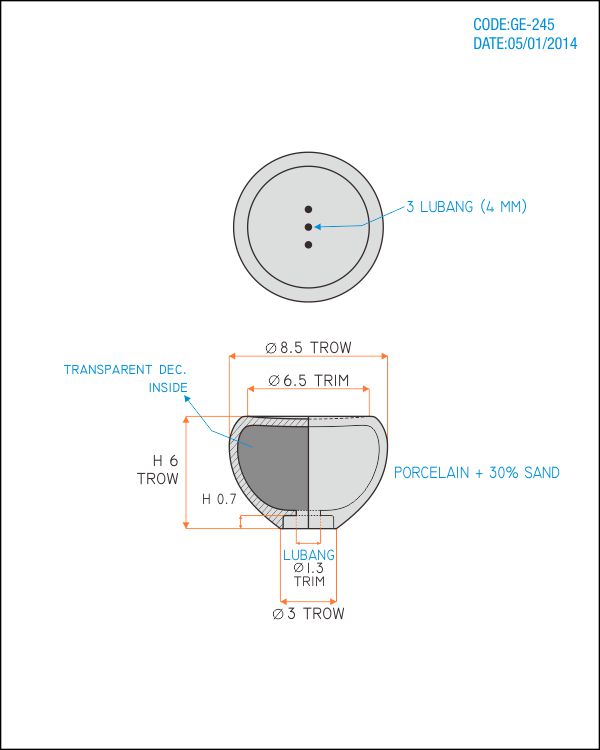 CODE:GE-245
DATE:05/01/2014
3 LUBANG (4 MM)
Ø 8.5 TROW
TRANSPARENT DEC.
INSIDE
Ø 6.5 TRIM
H 6
TROW
PORCELAIN + 30% SAND
H 0.7
LUBANG
Ø 1.3
TRIM
Ø 3 TROW